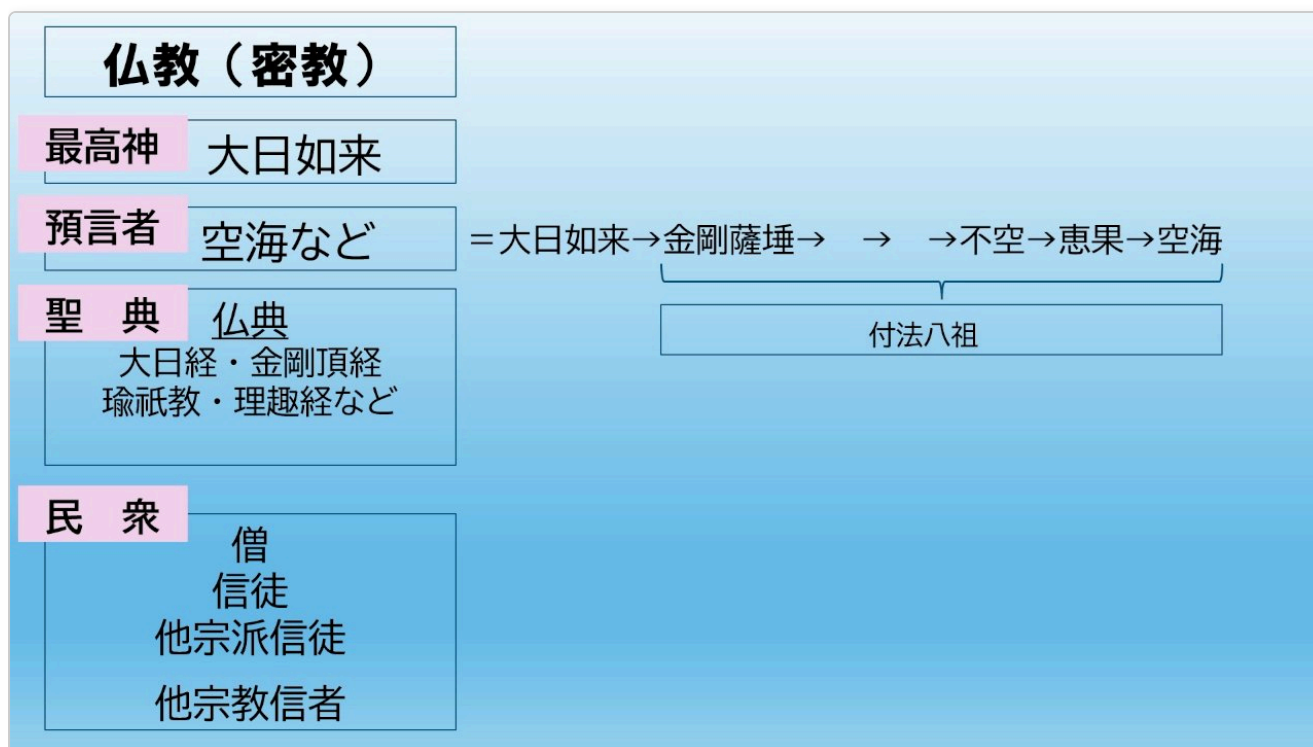 仏教（密教）
最高神
大日如来
預言者
空海など
＝大日如来→金剛薩埵→　→　→不空→恵果→空海
付法八祖
聖　典
仏典
大日経・金剛頂経
瑜祇教・理趣経など
民　衆
僧
信徒
他宗派信徒
他宗教信者